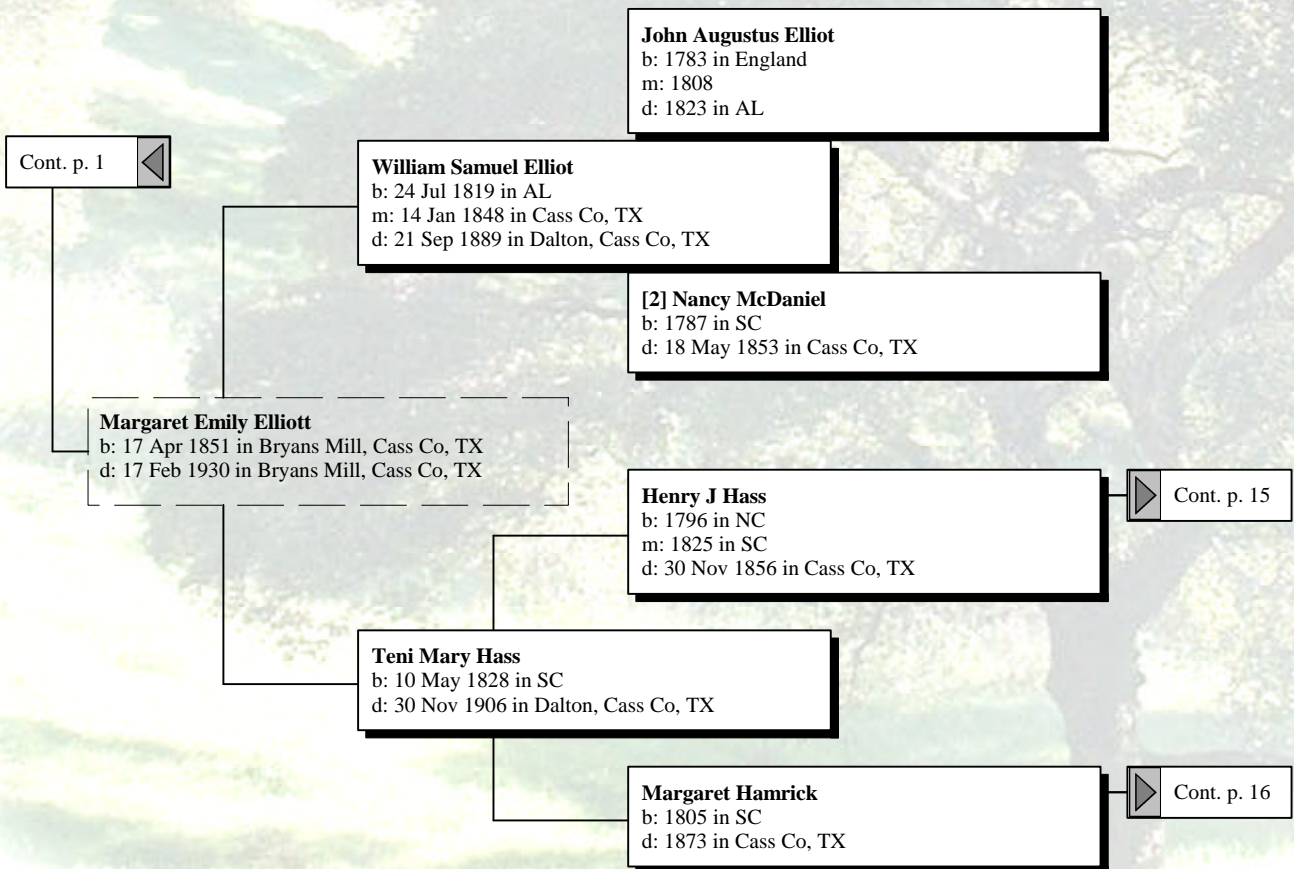 John Augustus Elliot
b: 1783 in England
m: 1808
d: 1823 in AL
Cont. p. 1
William Samuel Elliot
b: 24 Jul 1819 in AL
m: 14 Jan 1848 in Cass Co, TX
d: 21 Sep 1889 in Dalton, Cass Co, TX
[2] Nancy McDaniel
b: 1787 in SC
d: 18 May 1853 in Cass Co, TX
Margaret Emily Elliott
b: 17 Apr 1851 in Bryans Mill, Cass Co, TX
d: 17 Feb 1930 in Bryans Mill, Cass Co, TX
Henry J Hass
b: 1796 in NC
m: 1825 in SC
d: 30 Nov 1856 in Cass Co, TX
Cont. p. 15
Teni Mary Hass
b: 10 May 1828 in SC
d: 30 Nov 1906 in Dalton, Cass Co, TX
Margaret Hamrick
b: 1805 in SC
d: 1873 in Cass Co, TX
Cont. p. 16